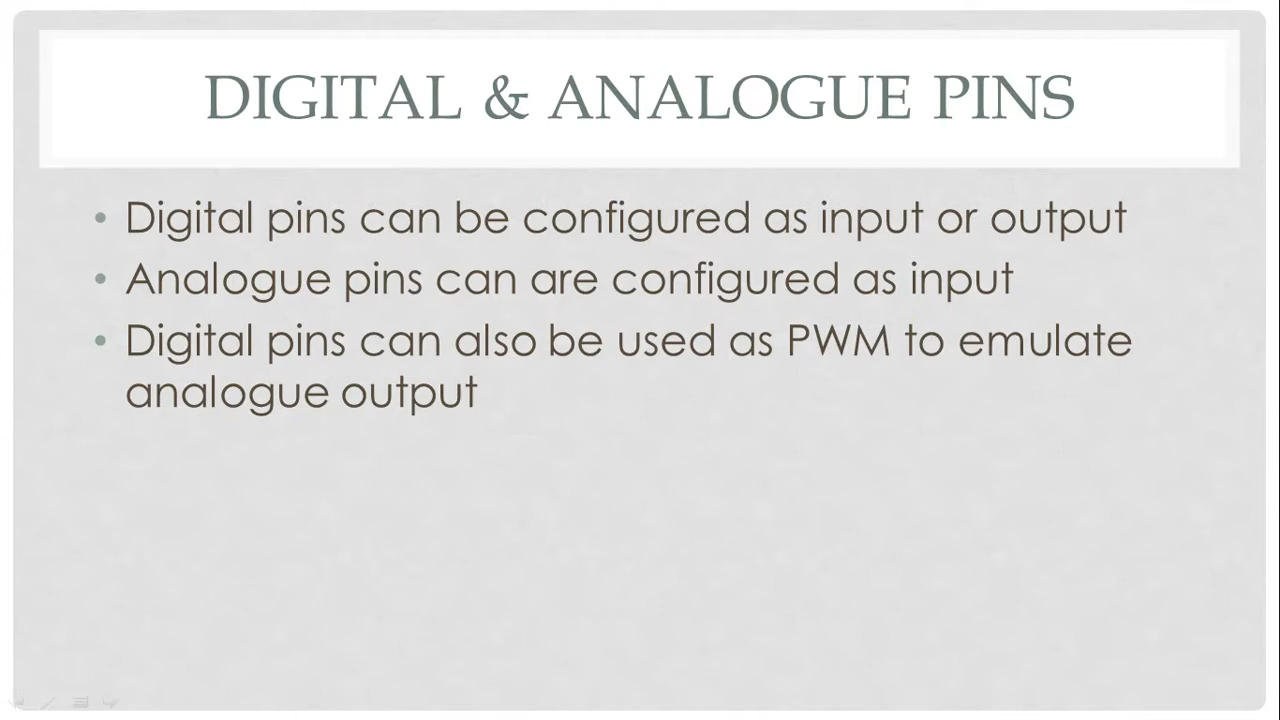 DIGITAL & ANALOGUE PINS
• Digital pins can be configured as input or output
• Analogue pins can are configured as input
• Digital pins can also be used as PWM to emulate
analogue output